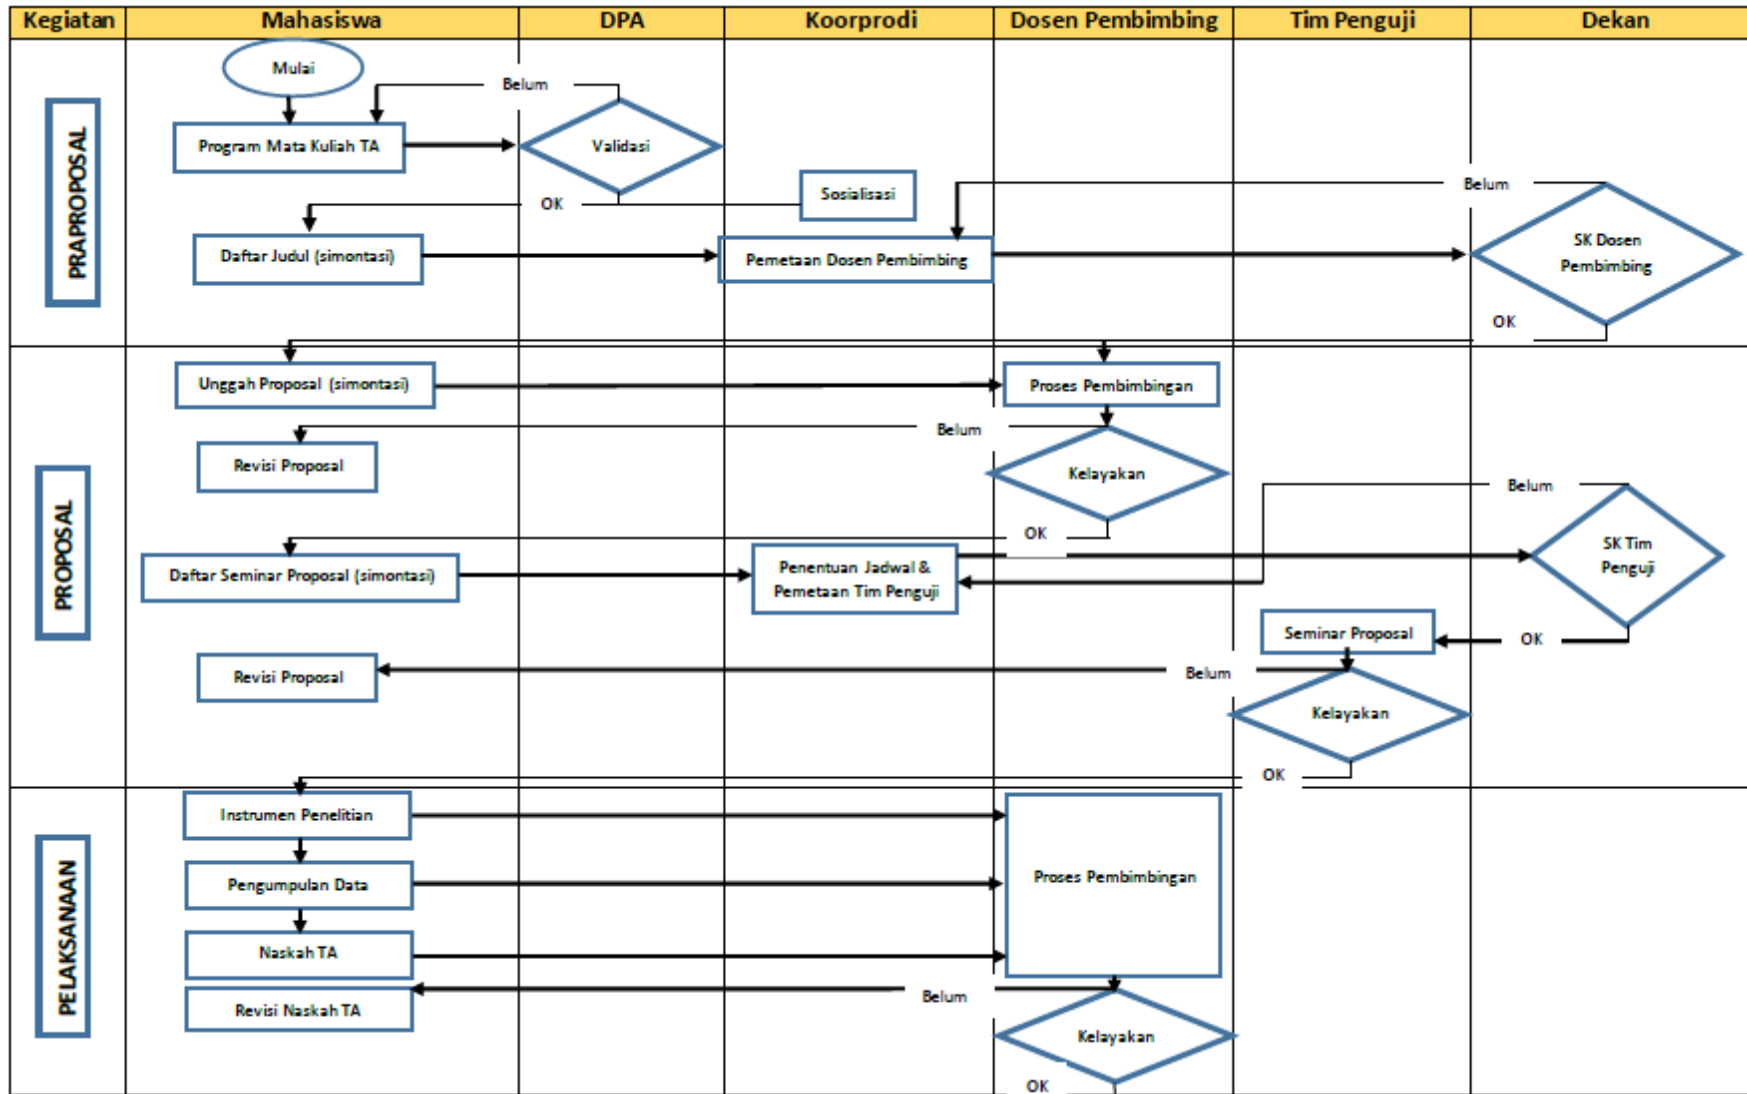 Kegiatan Mahasiswa DPA Koorprodi Dosen Pembimbing Tim Penguji Dekan
PRAPROPOSAL
Mulai
Belum
Program Mata Kuliah TA
Validasi
Sosialisasi
Belum
OK
Daftar Judul (simontasi)
Pemetaan Dosen Pembimbing
SK Dosen
Pembimbing
OK
PROPOSAL
Unggah Proposal (simontasi)
Proses Pembimbingan
Belum
Revisi Proposal
Kelayakan
Belum
OK
Daftar Seminar Proposal (simontasi)
Penentuan Jadwal &
Pemetaan Tim Penguji
SK Tim
Penguji
Seminar Proposal
OK
Revisi Proposal
Belum
Kelayakan
OK
PELAKSANAAN
Instrumen Penelitian
Pengumpulan Data
Proses Pembimbingan
Naskah TA
Revisi Naskah TA
Belum
Kelayakan
OK